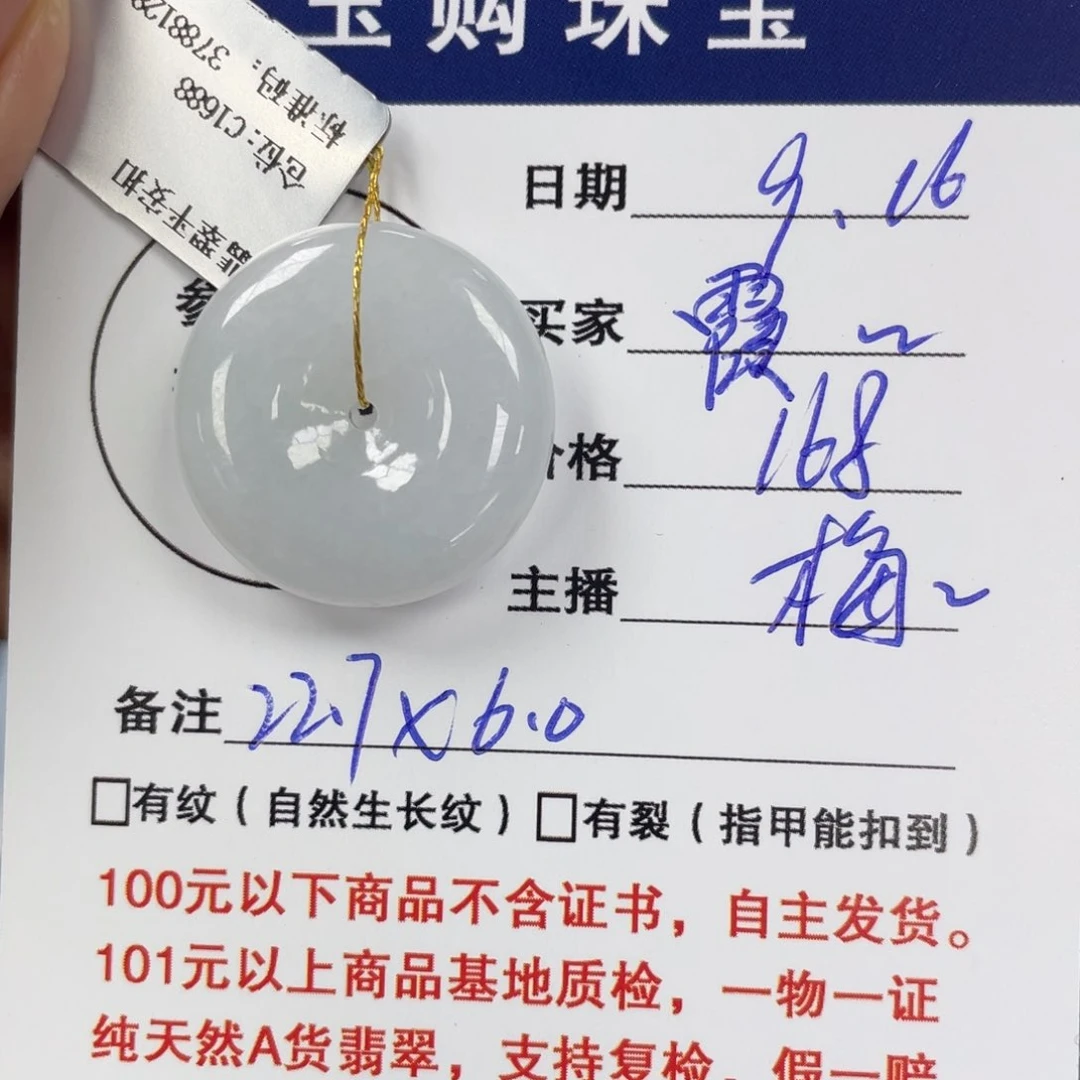 宝购珠宝
标准码：3788128
仓位：C1688
翡翠平安扣
日期 9.16
买家 霞~
价格 168
主播 梅~
备注 22.7×6.0
□有纹（自然生长纹）□有裂（指甲能扣到）
100元以下商品不含证书，自主发货。
101元以上商品基地质检，一物一证
纯天然A货翡翠，支持复检，假一赔